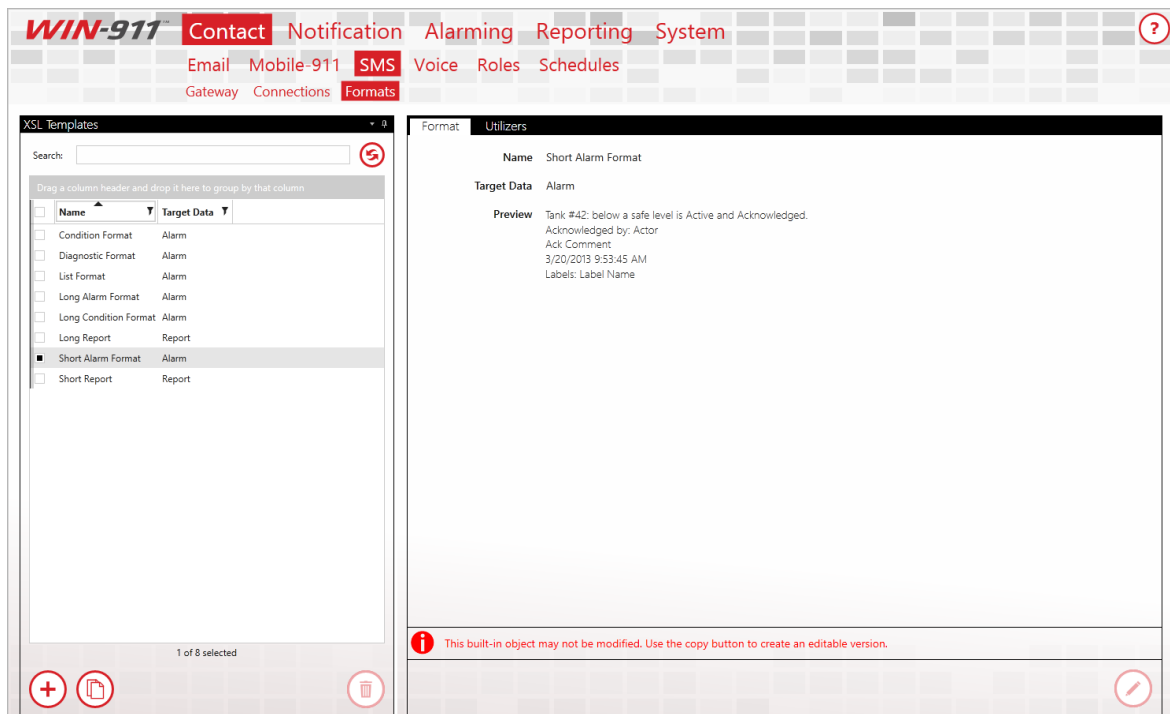 WIN-911™ Contact Notification Alarming Reporting System ?
Email Mobile-911 SMS Voice Roles Schedules
Gateway Connections Formats
XSL Templates
Search:
Drag a column header and drop it here to group by that column
Name Target Data
Condition Format Alarm
Diagnostic Format Alarm
List Format Alarm
Long Alarm Format Alarm
Long Condition Format Alarm
Long Report Report
Short Alarm Format Alarm
Short Report Report
1 of 8 selected
Format Utilizers
Name Short Alarm Format
Target Data Alarm
Preview Tank #42: below a safe level is Active and Acknowledged.
Acknowledged by: Actor
Ack Comment
3/20/2013 9:53:45 AM
Labels: Label Name
This built-in object may not be modified. Use the copy button to create an editable version.